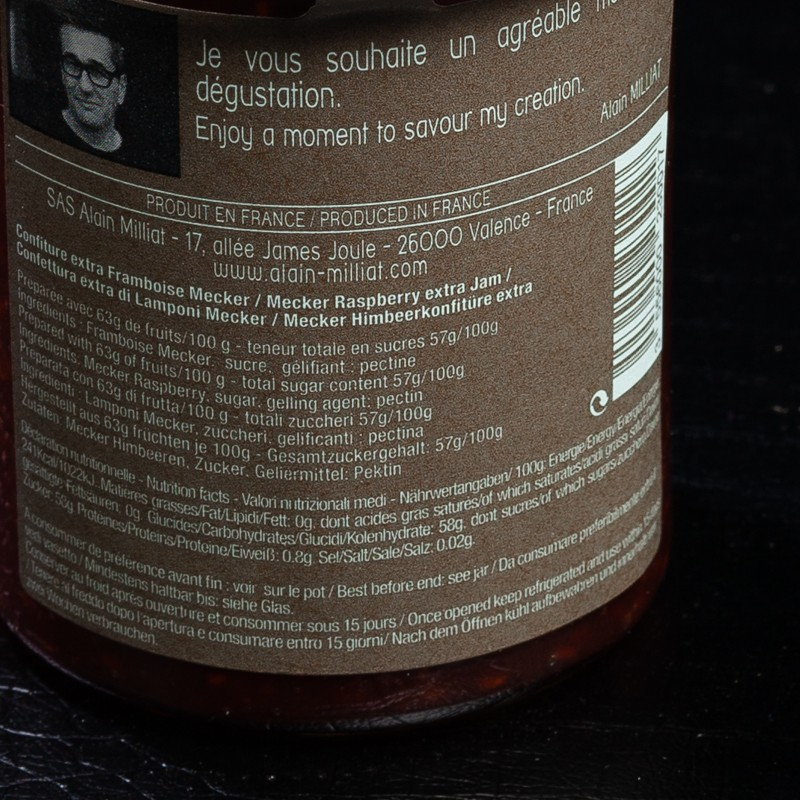 Je vous souhaite un agréable
dégustation.
Enjoy a moment to savour my creation.
Alain MILLIAT
PRODUIT EN FRANCE / PRODUCED IN FRANCE
SAS Alain Milliat - 17, allée James Joule - 26000 Valence - France
www.alain-milliat.com
Confiture extra Framboise Mecker / Mecker Raspberry extra Jam /
Confettura extra di Lamponi Mecker / Mecker Himbeerkonfitüre extra
Préparée avec 63g de fruits/100 g - teneur totale en sucres 57g/100g
Ingrédients : Framboise Mecker, sucre, gélifiant : pectine
Prepared with 63g of fruits/100 g - total sugar content 57g/100g
Ingredients: Mecker Raspberry, sugar, gelling agent: pectin
Preparata con 63g di frutta/100 g - totali zuccheri 57g/100g
Ingredienti : Lamponi Mecker, zuccheri, gelificanti : pectina
Hergestellt aus 63g früchten je 100g - Gesamtzuckergehalt: 57g/100g
Zutaten: Mecker Himbeeren, Zucker, Geliermittel: Pektin
Déclaration nutritionnelle - Nutrition facts - Valori nutrizionali medi - Nährwertangaben/ 100g: Energie/Energy/Energia/
241Kcal/1022kJ .Matières grasses/Fat/Lipidi/Fett: 0g. dont acides gras saturés/of which saturates/acidi grassi saturi/
gesättigte Fettsäuren: 0g Glucides/Carbohydrates/Glucidi/Kolenhydrate: 58g, dont sucres/of which sugars zuccheri/
Zucker: 58g Protéines/Proteins/Proteine/Eiweiß: 0.8g. Sel/Salt/Sale/Salz: 0.02g.
A consommer de préférence avant fin : voir sur le pot / Best before end: see jar / Da consumare preferibilmente entro:
vasetto / Mindestens haltbar bis: siehe Glas.
Conserver au froid après ouverture et consommer sous 15 jours / Once opened keep refrigerated and use within 15
/ Tenere al freddo dopo l'apertura e consumare entro 15 giorni/ Nach dem Öffnen kühl aufbewahren und innerhalb
zwei Wochen verbrauchen.